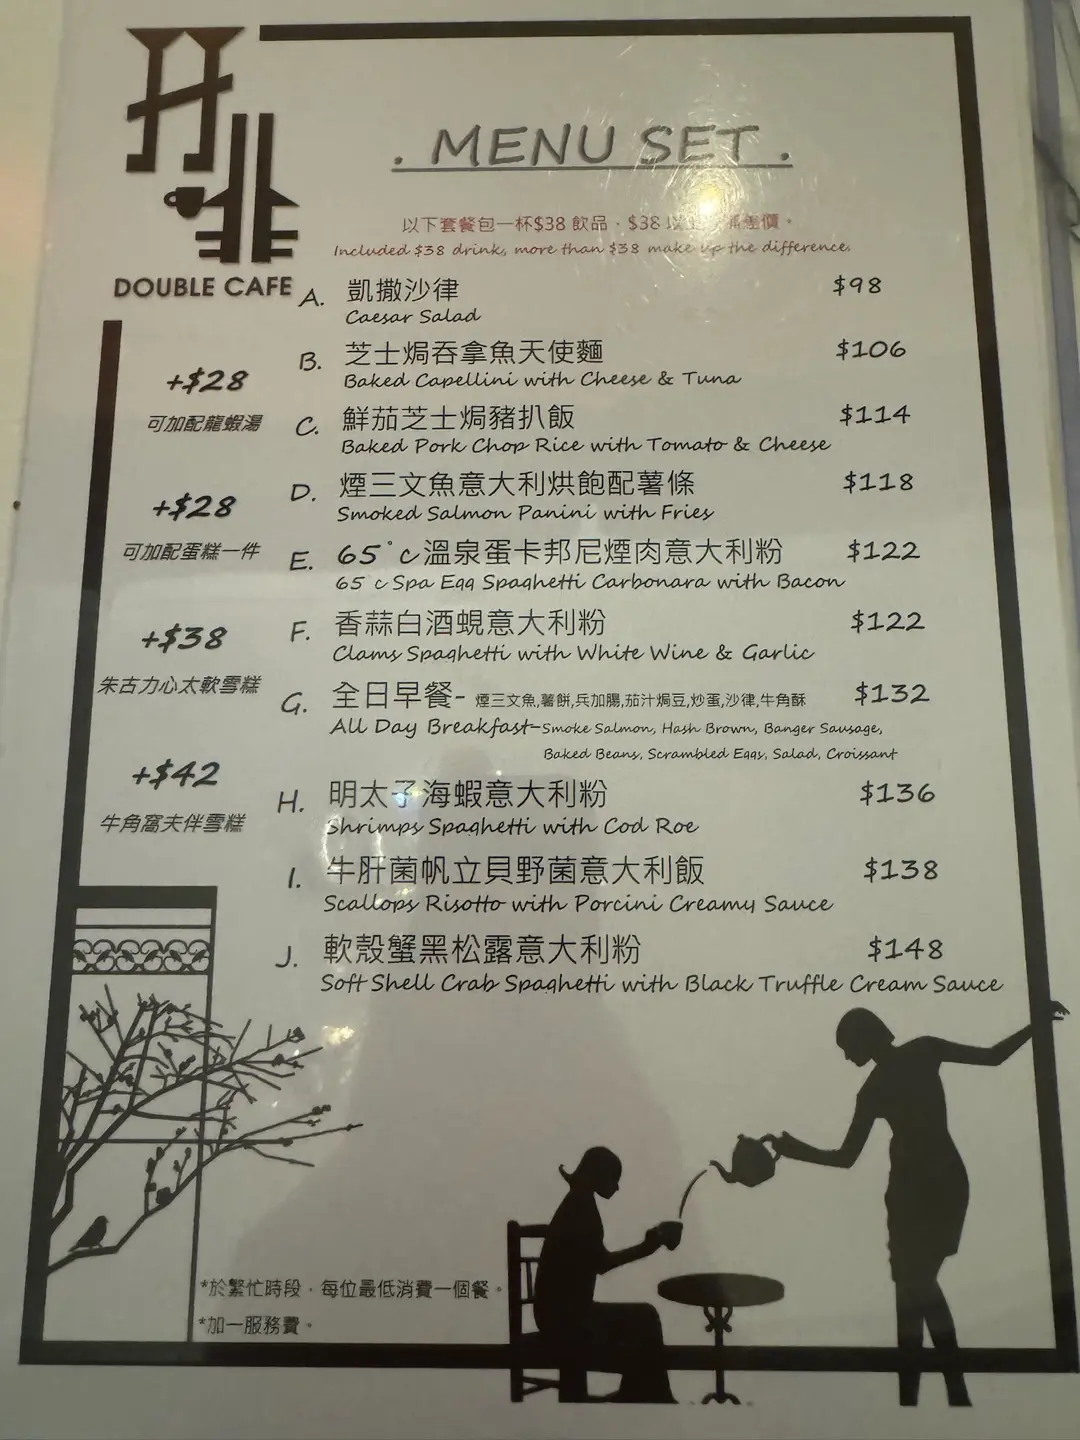 DOUBLE CAFE
. MENU SET .
以下套餐包一杯$38 飲品，$38 以 差價。
Included $38 drink, more than $38 make up the difference.
A. 凱撒沙律 $98
Caesar Salad
B. 芝士焗吞拿魚天使麵 $106
Baked Capellini with Cheese & Tuna
C. 鮮茄芝士焗豬扒飯 $114
Baked Pork Chop Rice with Tomato & Cheese
D. 煙三文魚意大利烘飽配薯條 $118
Smoked Salmon Panini with Fries
E. 65°c溫泉蛋卡邦尼煙肉意大利粉 $122
65°c Spa Egg Spaghetti Carbonara with Bacon
F. 香蒜白酒蜆意大利粉 $122
Clams Spaghetti with White Wine & Garlic
G. 全日早餐- 煙三文魚,薯餅,兵加腸,茄汁焗豆,炒蛋,沙律,牛角酥 $132
All Day Breakfast-Smoke Salmon, Hash Brown, Banger Sausage,
Baked Beans, Scrambled Eggs, Salad, Croissant
H. 明太子海蝦意大利粉 $136
Shrimps Spaghetti with Cod Roe
I. 牛肝菌帆立貝野菌意大利飯 $138
Scallops Risotto with Porcini Creamy Sauce
J. 軟殼蟹黑松露意大利粉 $148
Soft Shell Crab Spaghetti with Black Truffle Cream Sauce
+$28
可加配龍蝦湯
+$28
可加配蛋糕一件
+$38
朱古力心太軟雪糕
+$42
牛角窩夫伴雪糕
*於繁忙時段，每位最低消費一個餐。
*加一服務費。